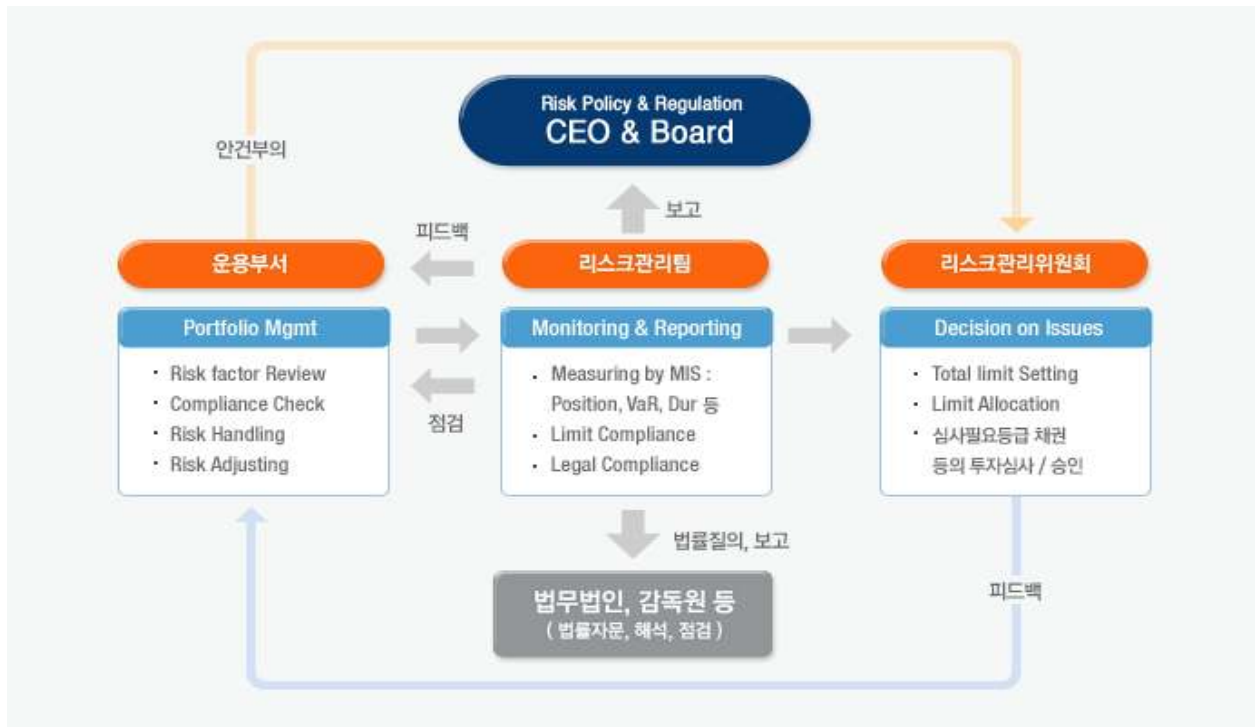 Risk Policy & Regulation
CEO & Board
안건부의
보고
피드백
운용부서
리스크관리팀
리스크관리위원회
Portfolio Mgmt
• Risk factor Review
• Compliance Check
• Risk Handling
• Risk Adjusting
점검
Monitoring & Reporting
• Measuring by MIS :
Position, VaR, Dur 등
• Limit Compliance
• Legal Compliance
Decision on Issues
• Total limit Setting
• Limit Allocation
• 심사필요등급 채권
등의 투자심사 / 승인
법률질의, 보고
법무법인, 감독원 등
( 법률자문, 해석, 점검 )
피드백